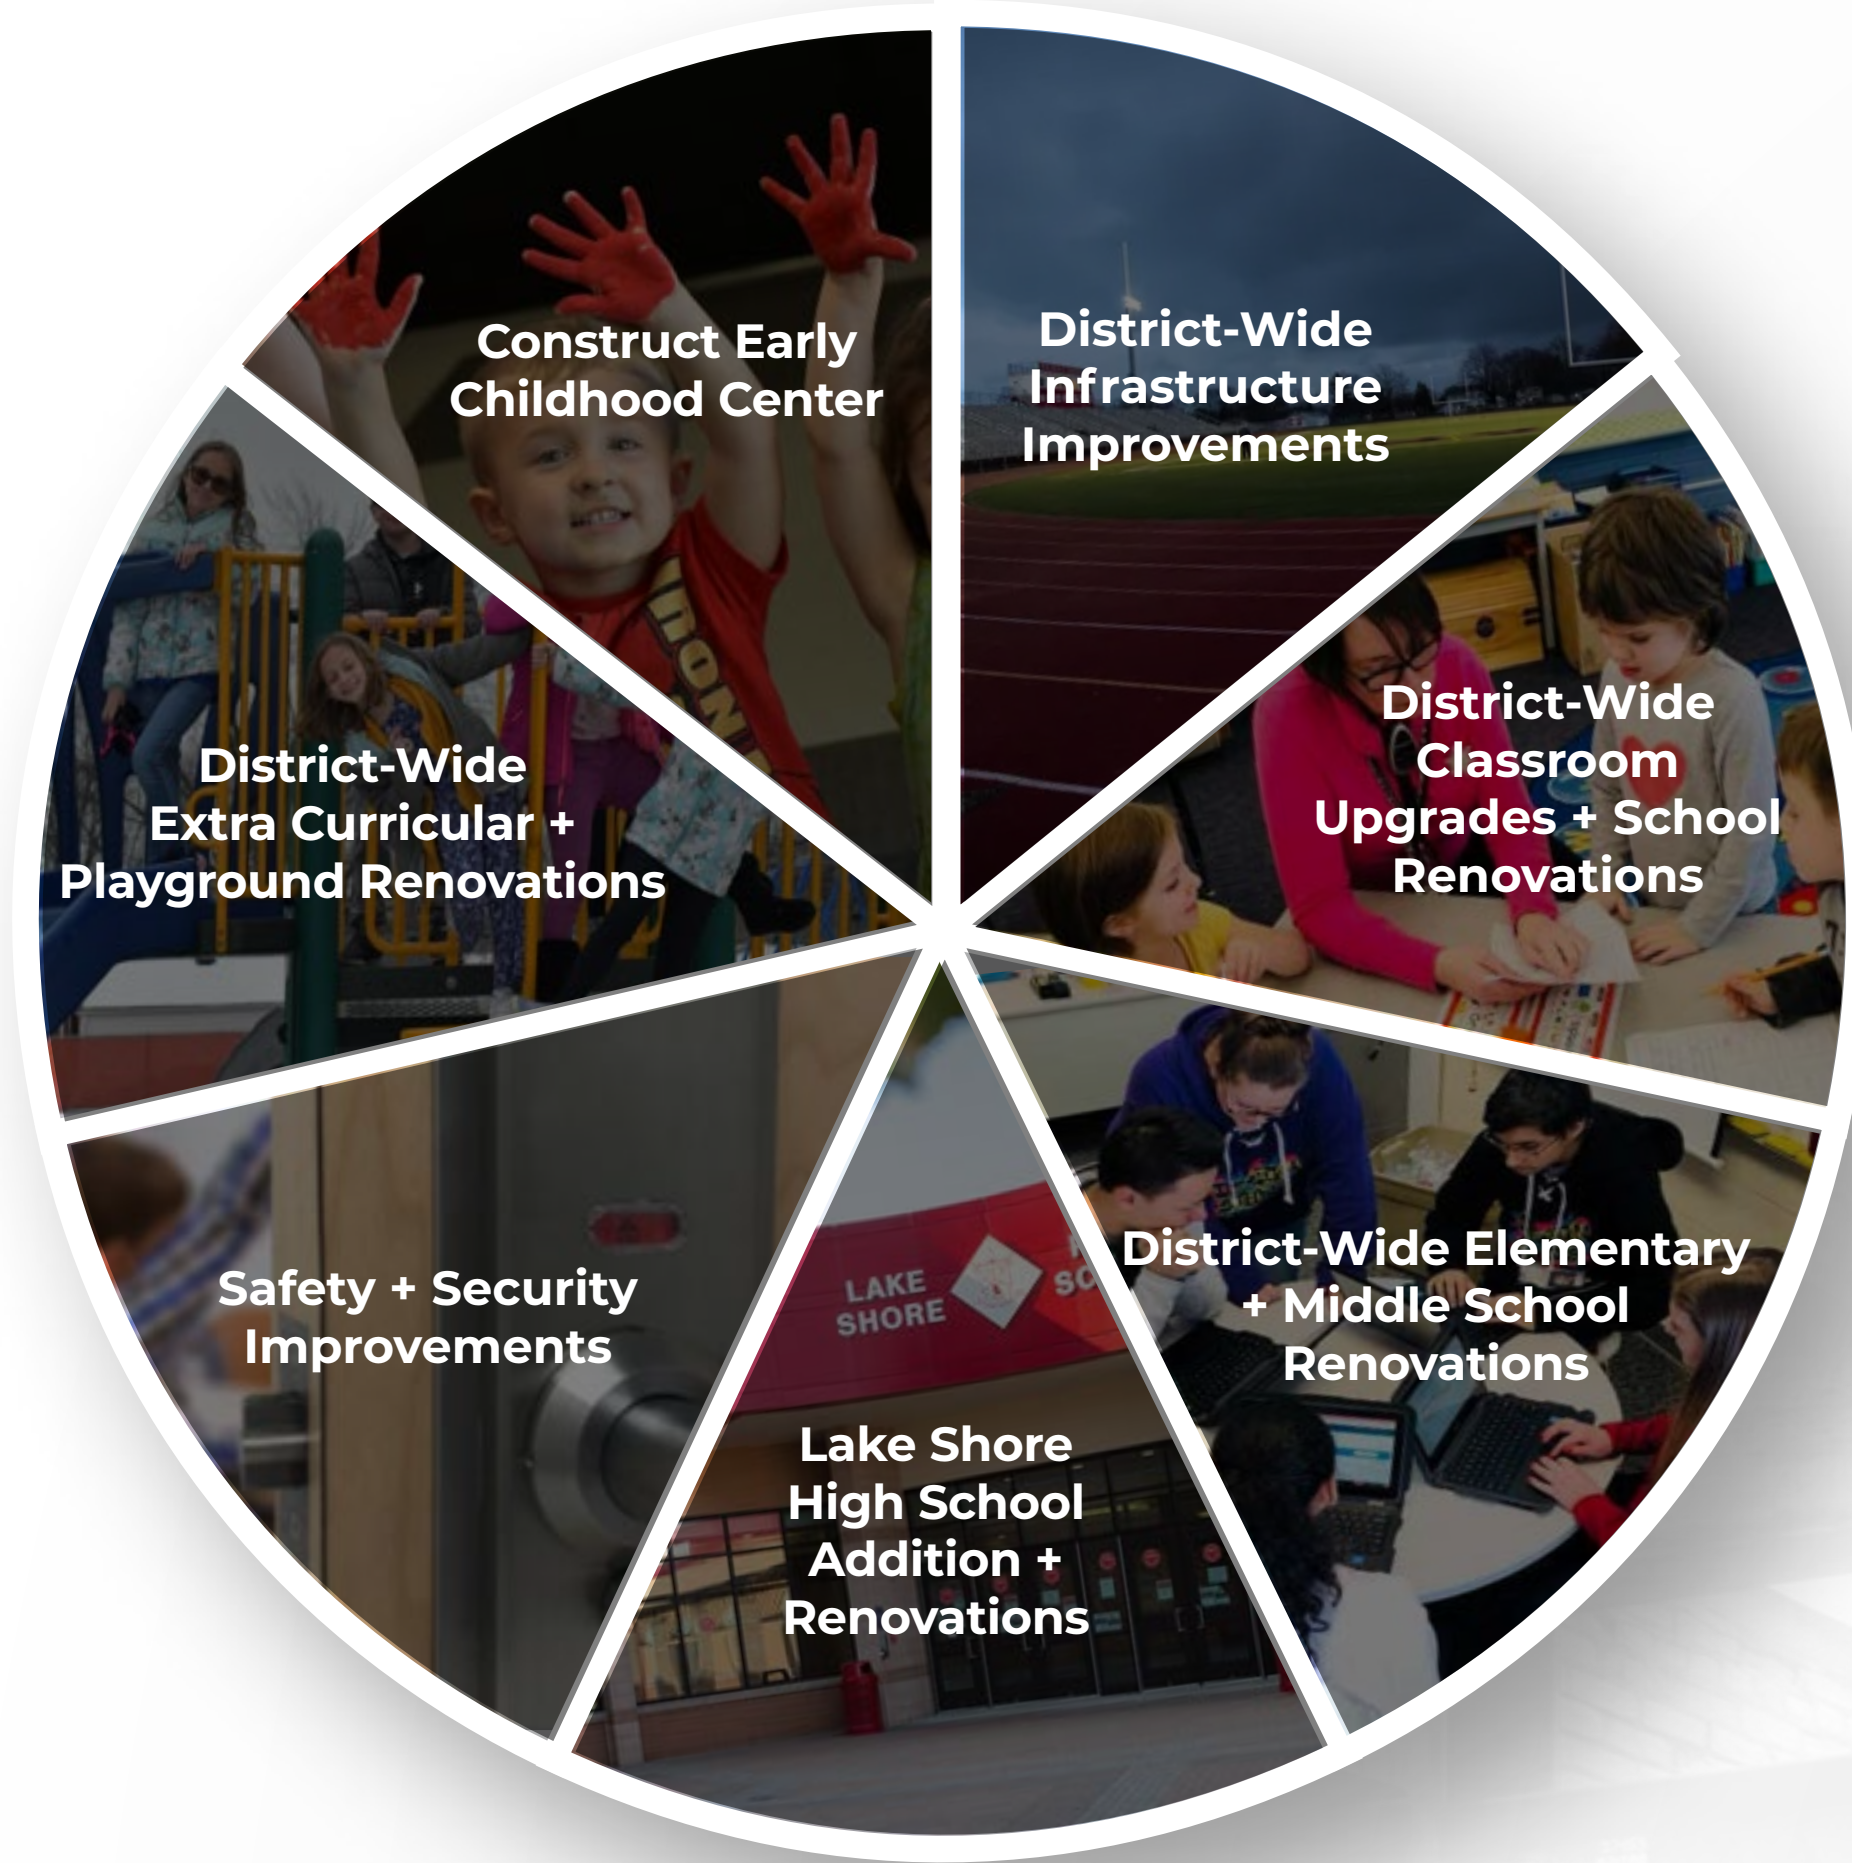 Construct Early
Childhood Center
District-Wide
Infrastructure
Improvements
District-Wide
Classroom
Upgrades + School
Renovations
District-Wide Elementary
+ Middle School
Renovations
Lake Shore
High School
Addition +
Renovations
Safety + Security
Improvements
District-Wide
Extra Curricular +
Playground Renovations
LAKE
SHORE